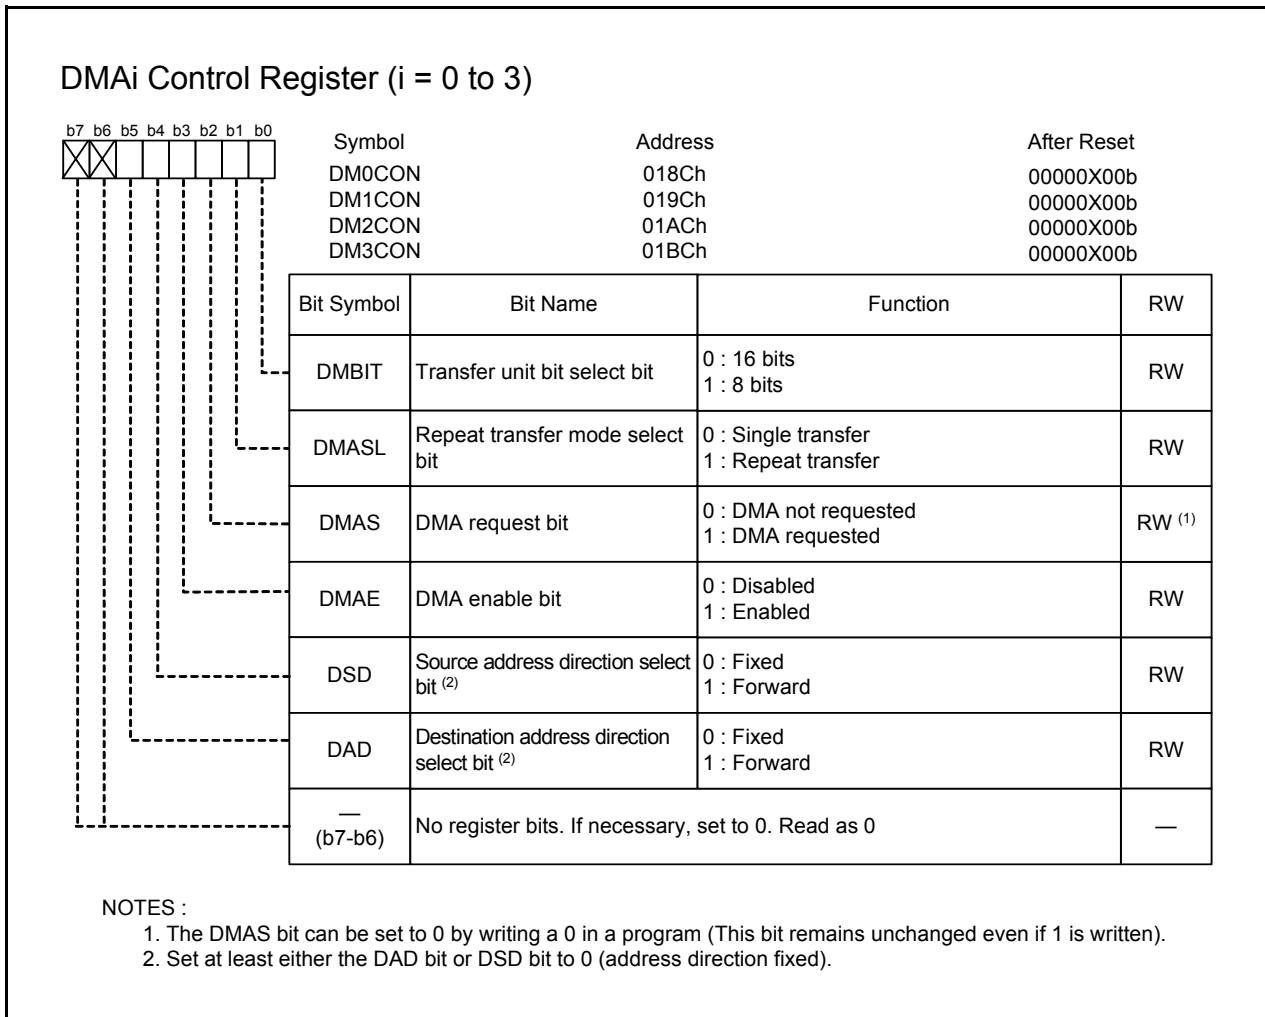 DMAi Control Register (i = 0 to 3)
b7 b6 b5 b4 b3 b2 b1 b0
Symbol Address After Reset
DM0CON 018Ch 00000X00b
DM1CON 019Ch 00000X00b
DM2CON 01ACh 00000X00b
DM3CON 01BCh 00000X00b
Bit Symbol Bit Name Function RW
DMBIT Transfer unit bit select bit 0 : 16 bits RW
1 : 8 bits
DMASL Repeat transfer mode select 0 : Single transfer RW
bit 1 : Repeat transfer
DMAS DMA request bit 0 : DMA not requested RW (1)
1 : DMA requested
DMAE DMA enable bit 0 : Disabled RW
1 : Enabled
DSD Source address direction select 0 : Fixed RW
bit (2) 1 : Forward
DAD Destination address direction 0 : Fixed RW
select bit (2) 1 : Forward
— No register bits. If necessary, set to 0. Read as 0 —
(b7-b6)
NOTES :
1. The DMAS bit can be set to 0 by writing a 0 in a program (This bit remains unchanged even if 1 is written).
2. Set at least either the DAD bit or DSD bit to 0 (address direction fixed).